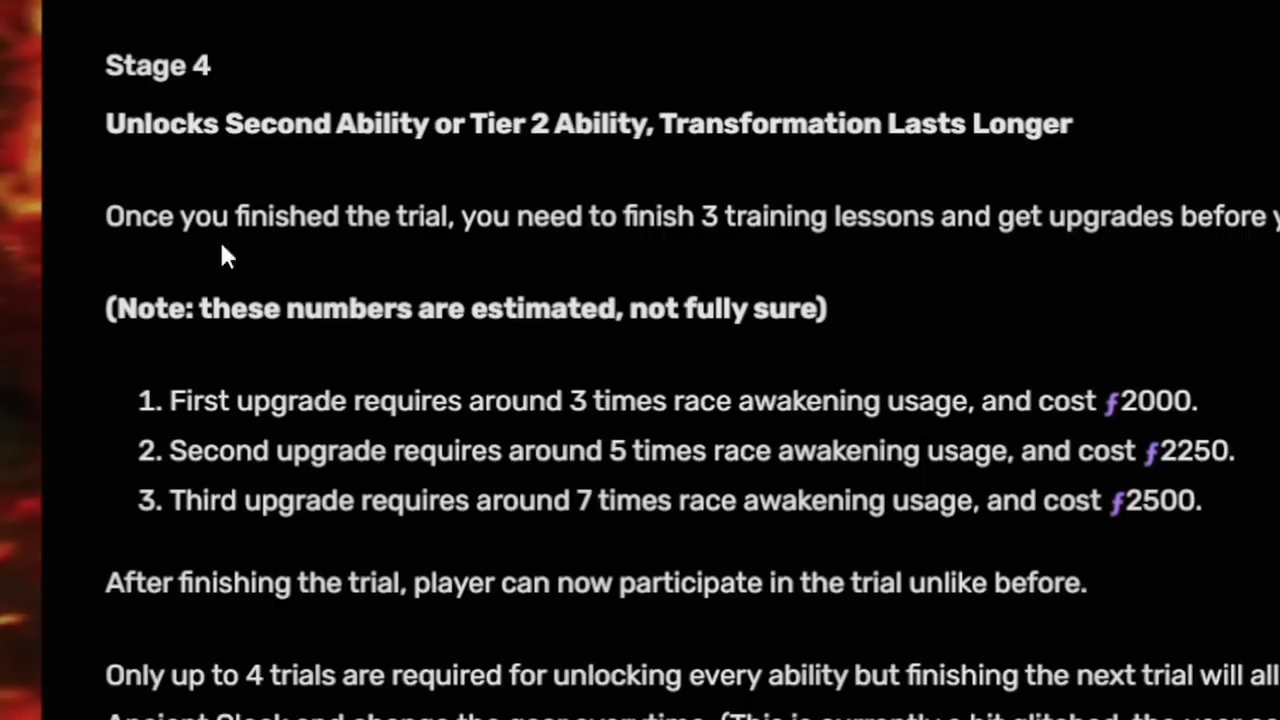 Stage 4
Unlocks Second Ability or Tier 2 Ability, Transformation Lasts Longer
Once you finished the trial, you need to finish 3 training lessons and get upgrades before
(Note: these numbers are estimated, not fully sure)
1. First upgrade requires around 3 times race awakening usage, and cost ƒ2000.
2. Second upgrade requires around 5 times race awakening usage, and cost ƒ2250.
3. Third upgrade requires around 7 times race awakening usage, and cost ƒ2500.
After finishing the trial, player can now participate in the trial unlike before.
Only up to 4 trials are required for unlocking every ability but finishing the next trial will all